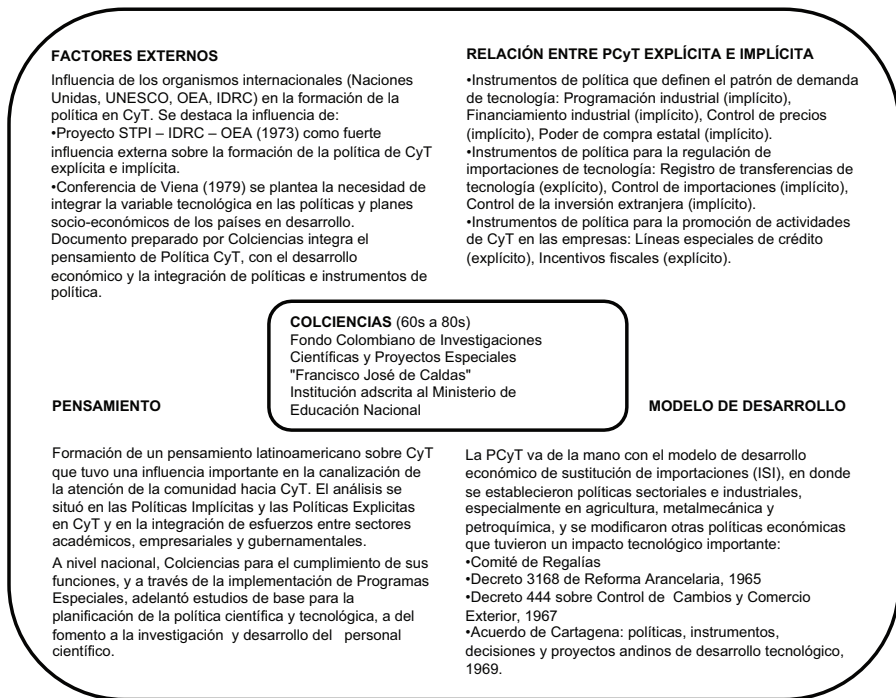 FACTORES EXTERNOS
Influencia de los organismos internacionales (Naciones
Unidas, UNESCO, OEA, IDRC) en la formación de la
política en CyT. Se destaca la influencia de:
•Proyecto STPI – IDRC – OEA (1973) como fuerte
influencia externa sobre la formación de la política de CyT
explícita e implícita.
•Conferencia de Viena (1979) se plantea la necesidad de
integrar la variable tecnológica en las políticas y planes
socio-económicos de los países en desarrollo.
Documento preparado por Colciencias integra el
pensamiento de Política CyT, con el desarrollo
económico y la integración de políticas e instrumentos de
política.
RELACIÓN ENTRE PCyT EXPLÍCITA E IMPLÍCITA
•Instrumentos de política que definen el patrón de demanda
de tecnología: Programación industrial (implícito),
Financiamiento industrial (implícito), Control de precios
(implícito), Poder de compra estatal (implícito).
•Instrumentos de política para la regulación de
importaciones de tecnología: Registro de transferencias de
tecnología (explícito), Control de importaciones (implícito),
Control de la inversión extranjera (implícito).
•Instrumentos de política para la promoción de actividades
de CyT en las empresas: Líneas especiales de crédito
(explícito), Incentivos fiscales (explícito).
COLCIENCIAS (60s a 80s)
Fondo Colombiano de Investigaciones
Científicas y Proyectos Especiales
"Francisco José de Caldas"
Institución adscrita al Ministerio de
Educación Nacional
PENSAMIENTO
Formación de un pensamiento latinoamericano sobre CyT
que tuvo una influencia importante en la canalización de
la atención de la comunidad hacia CyT. El análisis se
situó en las Políticas Implícitas y las Políticas Explicitas
en CyT y en la integración de esfuerzos entre sectores
académicos, empresariales y gubernamentales.
A nivel nacional, Colciencias para el cumplimiento de sus
funciones, y a través de la implementación de Programas
Especiales, adelantó estudios de base para la
planificación de la política científica y tecnológica, a del
fomento a la investigación y desarrollo del personal
científico.
MODELO DE DESARROLLO
La PCyT va de la mano con el modelo de desarrollo
económico de sustitución de importaciones (ISI), en donde
se establecieron políticas sectoriales e industriales,
especialmente en agricultura, metalmecánica y
petroquímica, y se modificaron otras políticas económicas
que tuvieron un impacto tecnológico importante:
•Comité de Regalías
•Decreto 3168 de Reforma Arancelaria, 1965
•Decreto 444 sobre Control de Cambios y Comercio
Exterior, 1967
•Acuerdo de Cartagena: políticas, instrumentos,
decisiones y proyectos andinos de desarrollo tecnológico,
1969.